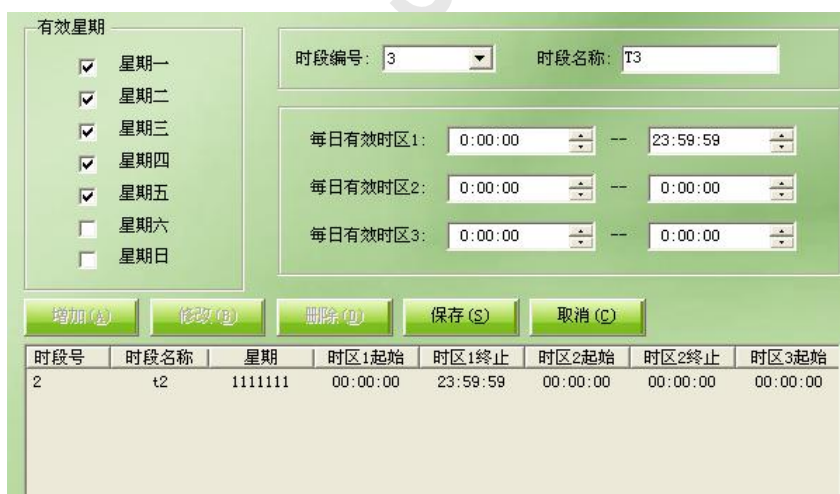 有效星期
星期一
星期二
星期三
星期四
星期五
星期六
星期日
时段编号: 3 时段名称: T3
每日有效时区1: 0:00:00 -- 23:59:59
每日有效时区2: 0:00:00 -- 0:00:00
每日有效时区3: 0:00:00 -- 0:00:00
增加(A) 修改(B) 删除(D) 保存(S) 取消(C)
时段号 时段名称 星期 时区1起始 时区1终止 时区2起始 时区2终止 时区3起始
2 t2 1111111 00:00:00 23:59:59 00:00:00 00:00:00 00:00:00